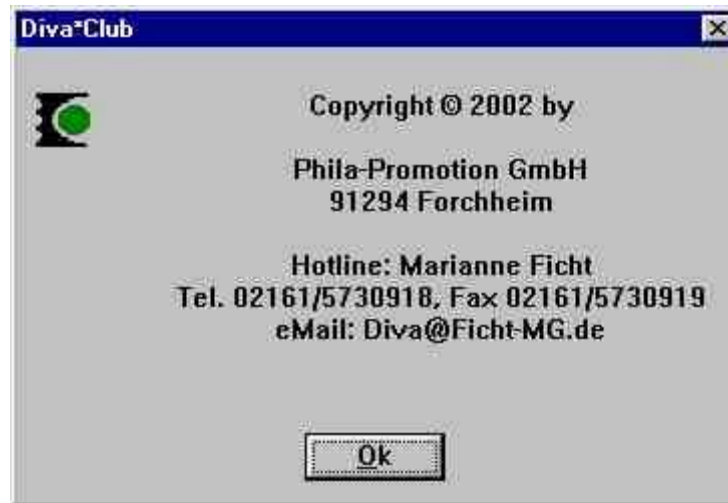 Diva*Club
Copyright © 2002 by
Phila-Promotion GmbH
91294 Forchheim
Hotline: Marianne Ficht
Tel. 02161/5730918, Fax 02161/5730919
eMail: Diva@Ficht-MG.de
Ok